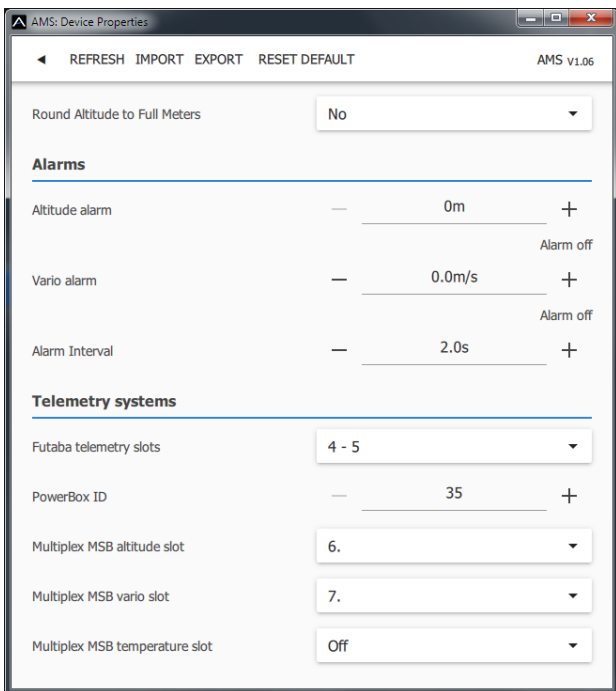 AMS: Device Properties
REFRESH IMPORT EXPORT RESET DEFAULT AMS V1.06
Round Altitude to Full Meters No
Alarms
Altitude alarm — 0m +
Alarm off
Vario alarm — 0.0m/s +
Alarm off
Alarm Interval — 2.0s +
Telemetry systems
Futaba telemetry slots 4 - 5
PowerBox ID — 35 +
Multiplex MSB altitude slot 6.
Multiplex MSB vario slot 7.
Multiplex MSB temperature slot Off